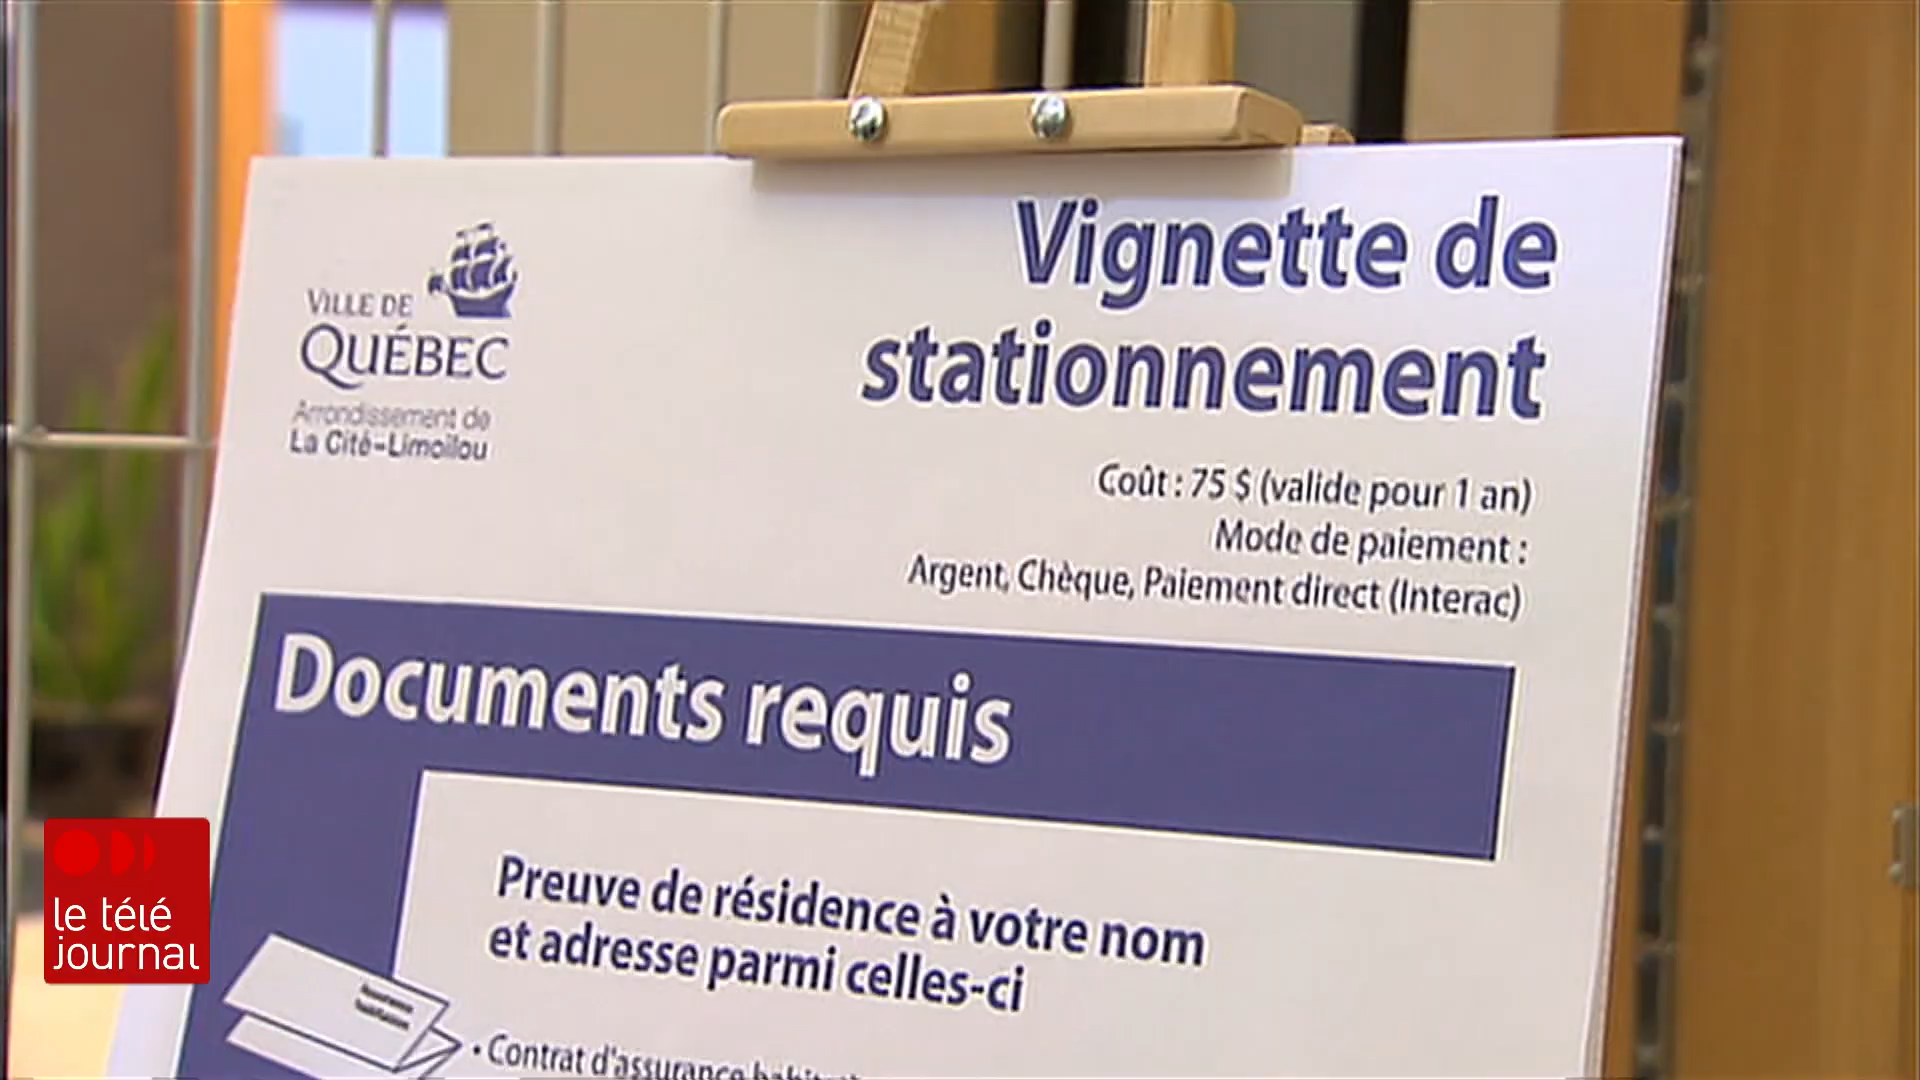 VILLE DE
QUÉBEC
Arrondissement de
La Cité-Limoilou
Vignette de
stationnement
Coût : 75 $ (valide pour 1 an)
Mode de paiement :
Argent, Chèque, Paiement direct (Interac)
Documents requis
Preuve de résidence à votre nom
et adresse parmi celles-ci
• Contrat d'assurance
le télé
journal